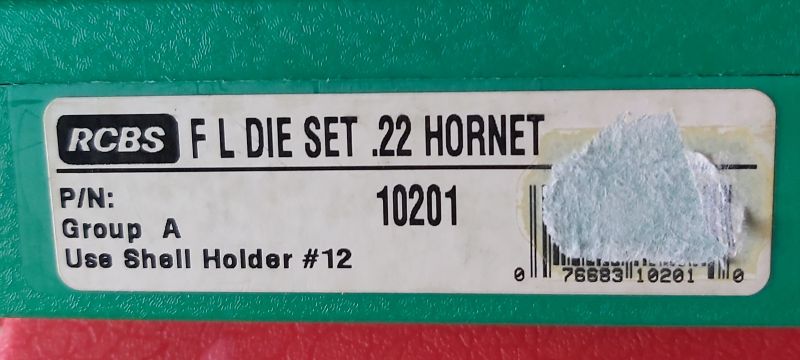 RCBS F L DIE SET .22 HORNET
P/N: 10201
Group A
Use Shell Holder #12
0 76683 10201 0